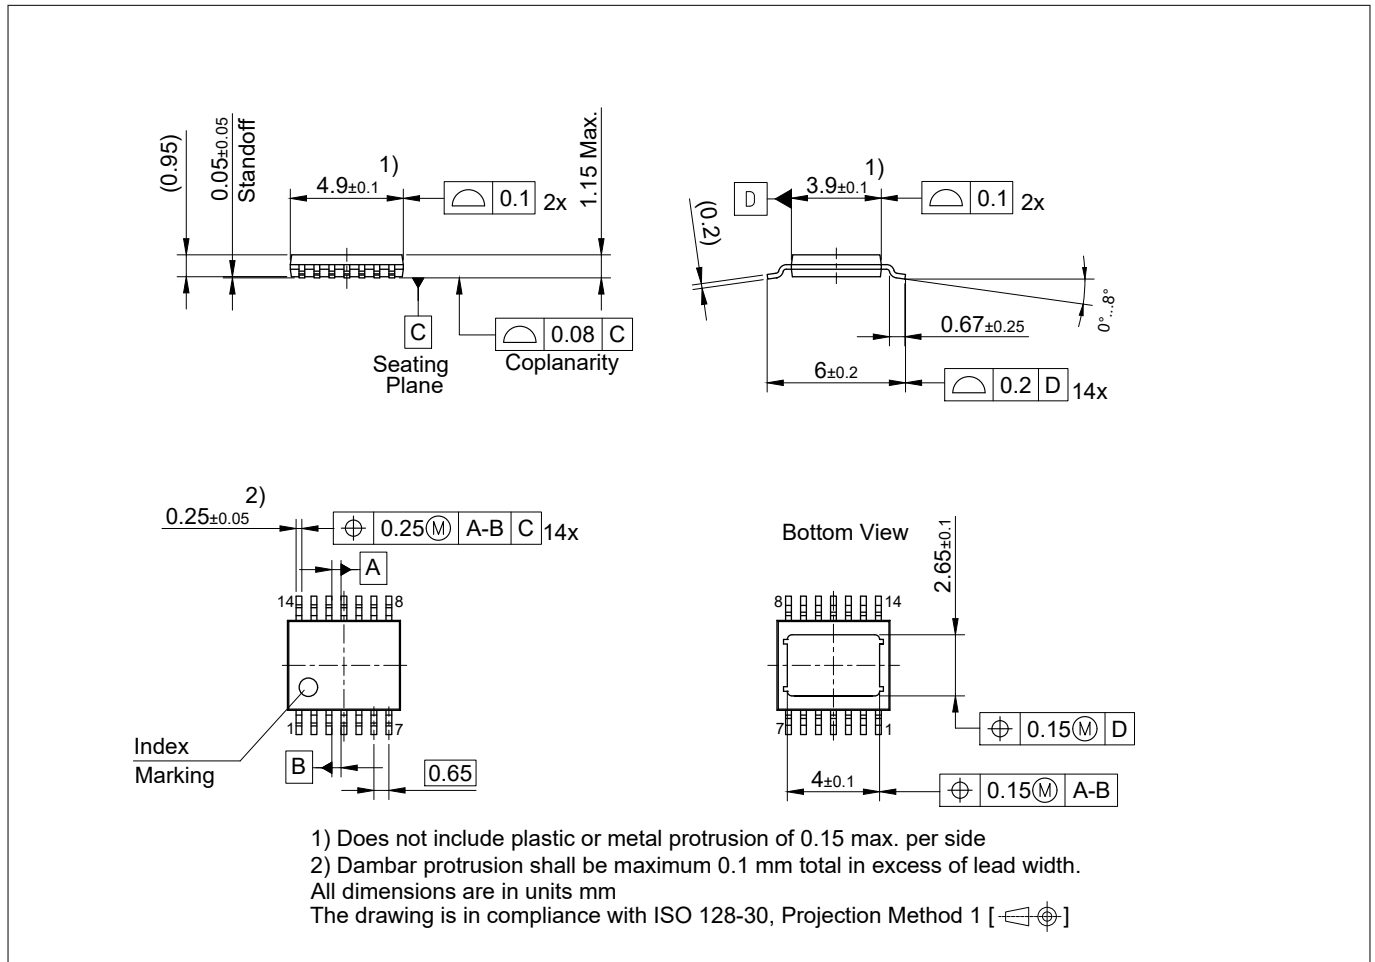 (0.95)
0.05±0.05
Standoff
1)
4.9±0.1
0.1 2x
1.15 Max.
C
Seating
Plane
0.08 C
Coplanarity
D
1)
3.9±0.1
0.1 2x
(0.2)
0°...8°
0.67±0.25
6±0.2
0.2 D 14x
2)
0.25±0.05
0.25Ⓜ A-B C 14x
A
14 8
1 7
Index
Marking
B
0.65
Bottom View
2.65±0.1
8 14
7 1
0.15Ⓜ D
4±0.1
0.15Ⓜ A-B
1) Does not include plastic or metal protrusion of 0.15 max. per side
2) Dambar protrusion shall be maximum 0.1 mm total in excess of lead width.
All dimensions are in units mm
The drawing is in compliance with ISO 128-30, Projection Method 1 [ ]